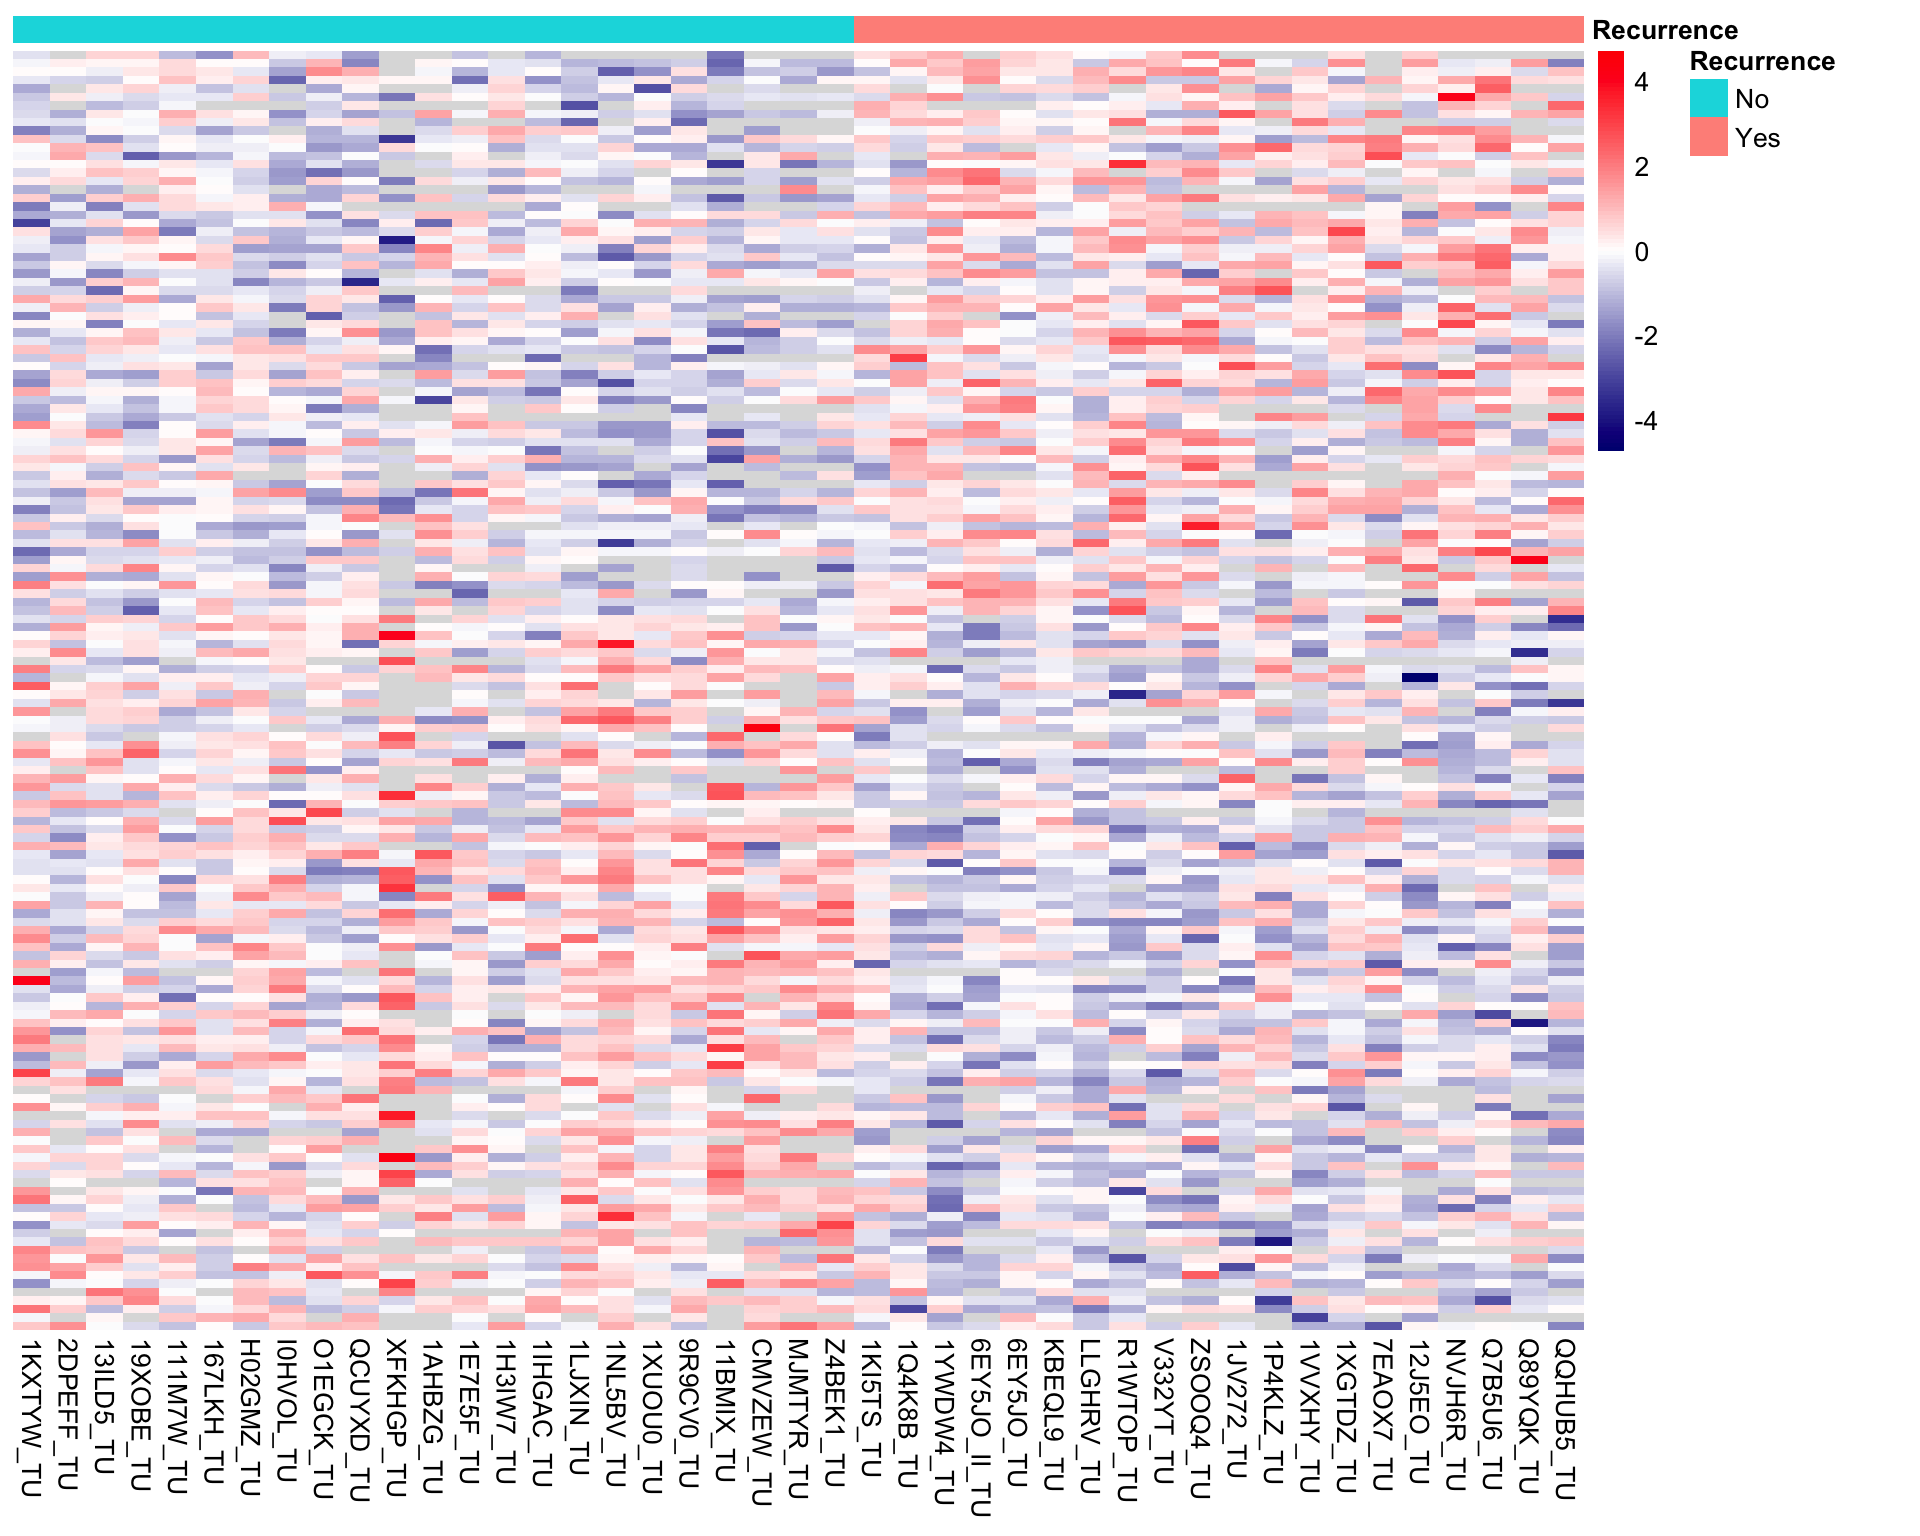 Recurrence
4
2
0
-2
-4
Recurrence
No
Yes
1KXTYW_TU
2DPEFF_TU
13ILD5_TU
19XOBE_TU
111M7W_TU
167LKH_TU
H02GMZ_TU
I0HVOL_TU
O1EGCK_TU
QCUYXD_TU
XFKHGP_TU
1AHBZG_TU
1E7E5F_TU
1H3IW7_TU
1IHGAC_TU
1LJXIN_TU
1NL5BV_TU
1XUOU0_TU
9R9CV0_TU
11BMIX_TU
CMVZEW_TU
MJMTYR_TU
Z4BEK1_TU
1KI5TS_TU
1Q4K8B_TU
1YWDW4_TU
6EY5JO_II_TU
6EY5JO_TU
KBEQL9_TU
LLGHRV_TU
R1WTOP_TU
V332YT_TU
ZSOOQ4_TU
1JV272_TU
1P4KLZ_TU
1VVXHY_TU
1XGTDZ_TU
7EAOX7_TU
12J5EO_TU
NVJH6R_TU
Q7B5U6_TU
Q89YQK_TU
QQHUB5_TU